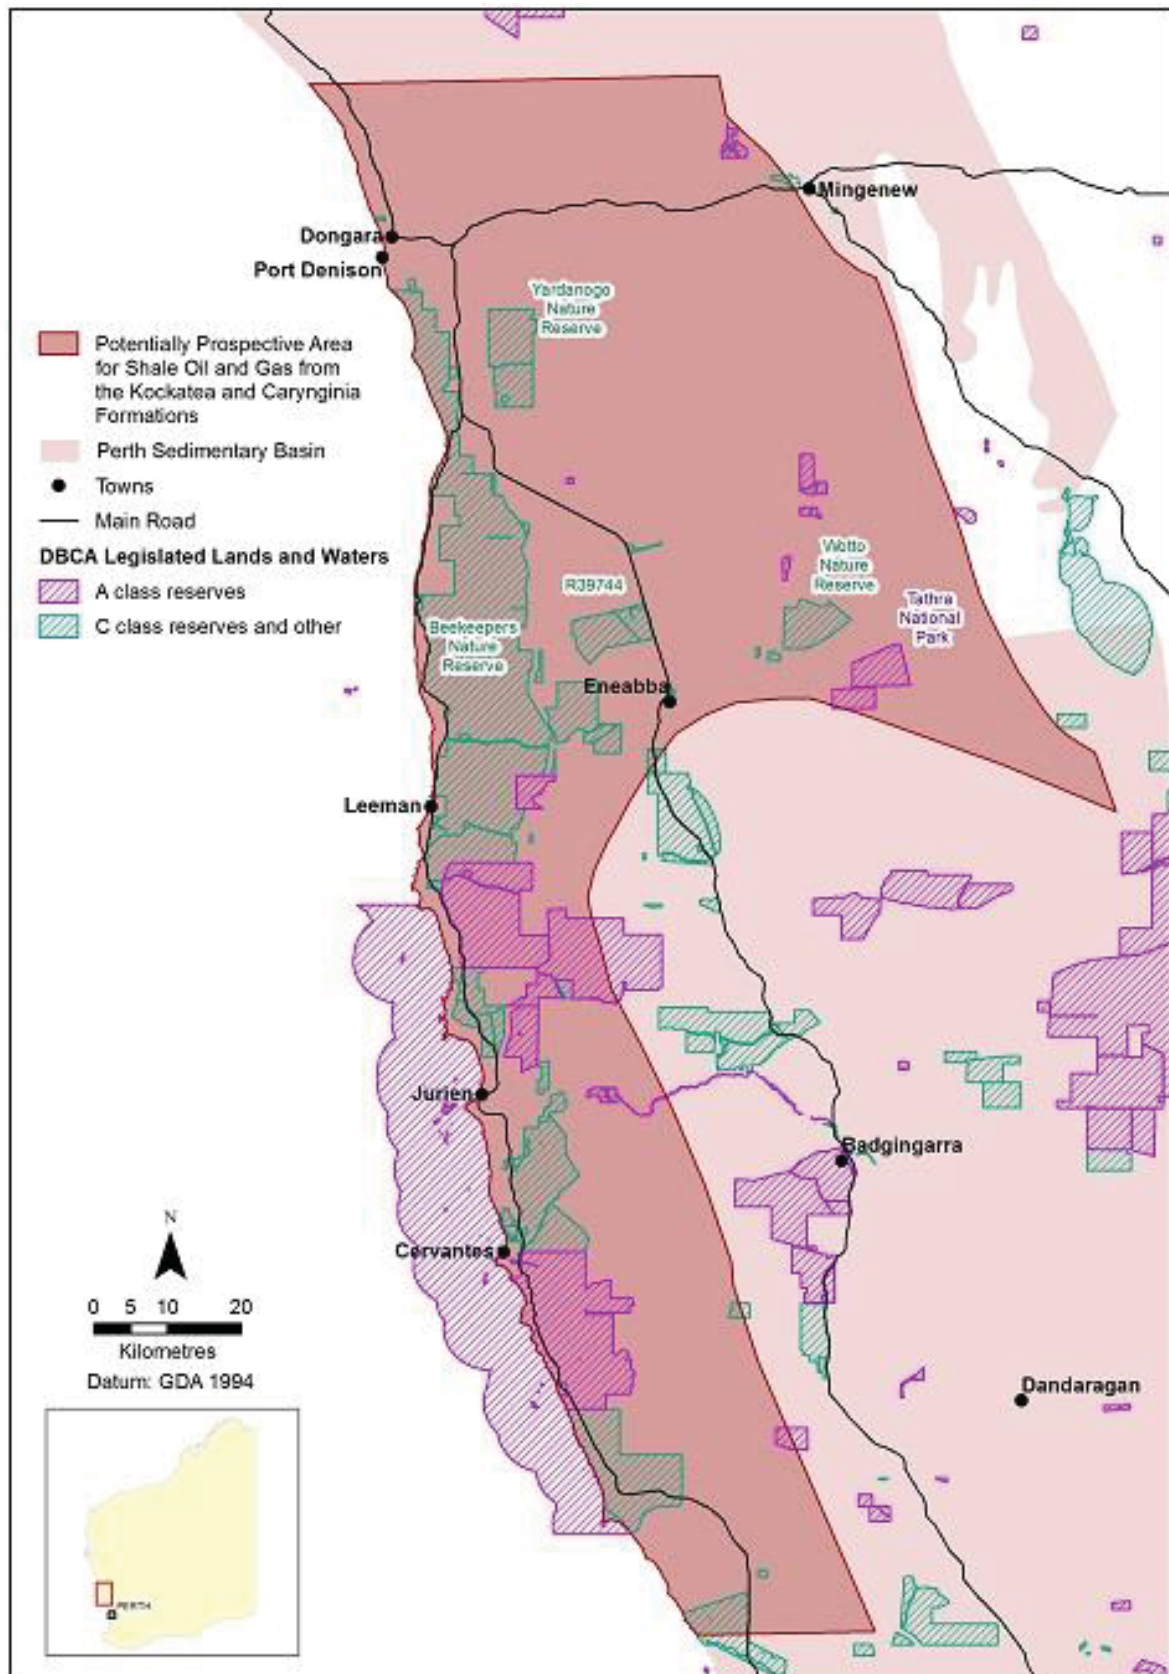 Mingenew
Dongara
Port Denison
Yardanogo
Nature
Reserve
Potentially Prospective Area
for Shale Oil and Gas from
the Kockatea and Carynginia
Formations
Perth Sedimentary Basin
Towns
Main Road
DBCA Legislated Lands and Waters
A class reserves
C class reserves and other
Wotto
Nature
Reserve
R39744
Tathra
National
Park
Beekeepers
Nature
Reserve
Eneabba
Leeman
Jurien
Badgingarra
Cervantes
N
0 5 10 20
Kilometres
Datum: GDA 1994
Dandaragan
PERTH